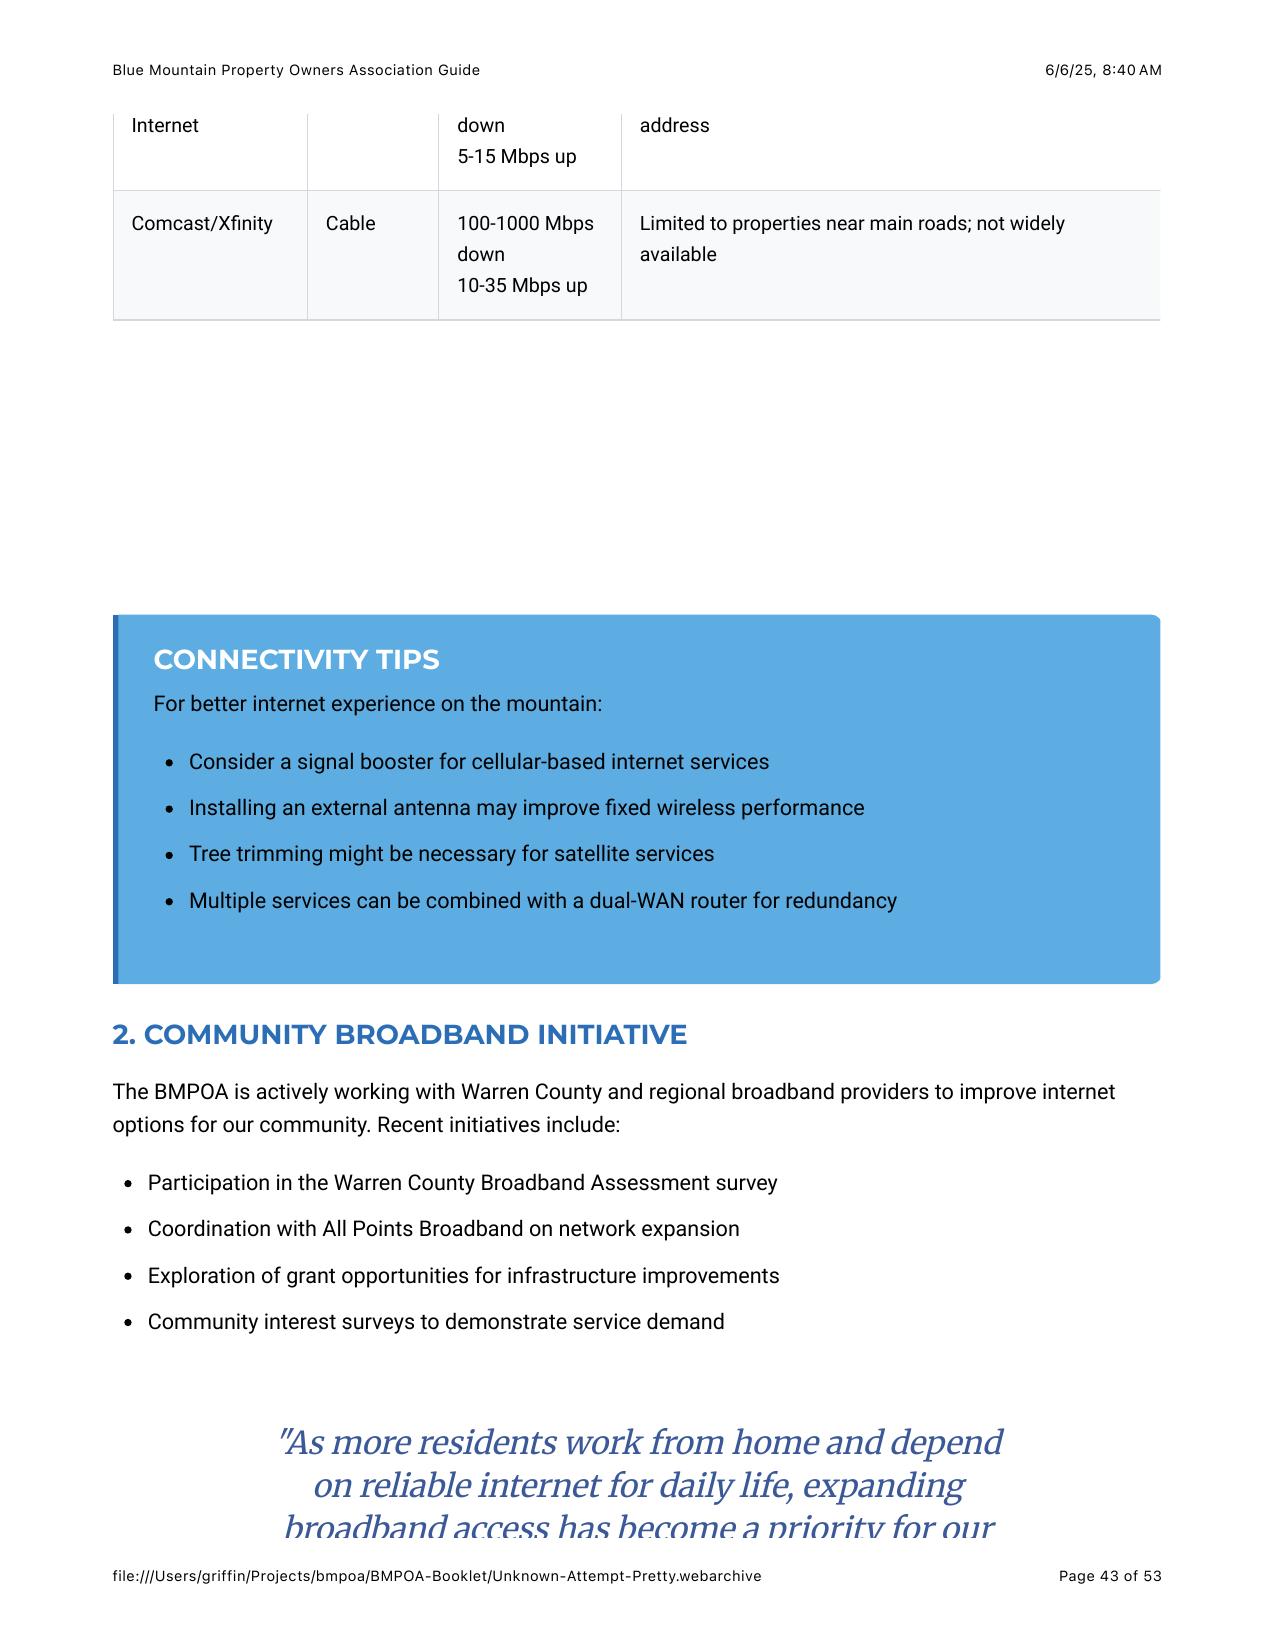 Blue Mountain Property Owners Association Guide 6/6/25, 8:40 AM
Internet down address
5-15 Mbps up
Comcast/Xfinity Cable 100-1000 Mbps Limited to properties near main roads; not widely
down available
10-35 Mbps up
CONNECTIVITY TIPS
For better internet experience on the mountain:
• Consider a signal booster for cellular-based internet services
• Installing an external antenna may improve fixed wireless performance
• Tree trimming might be necessary for satellite services
• Multiple services can be combined with a dual-WAN router for redundancy
2. COMMUNITY BROADBAND INITIATIVE
The BMPOA is actively working with Warren County and regional broadband providers to improve internet
options for our community. Recent initiatives include:
• Participation in the Warren County Broadband Assessment survey
• Coordination with All Points Broadband on network expansion
• Exploration of grant opportunities for infrastructure improvements
• Community interest surveys to demonstrate service demand
"As more residents work from home and depend
on reliable internet for daily life, expanding
broadband access has become a priority for our
file:///Users/griffin/Projects/bmpoa/BMPOA-Booklet/Unknown-Attempt-Pretty.webarchive Page 43 of 53